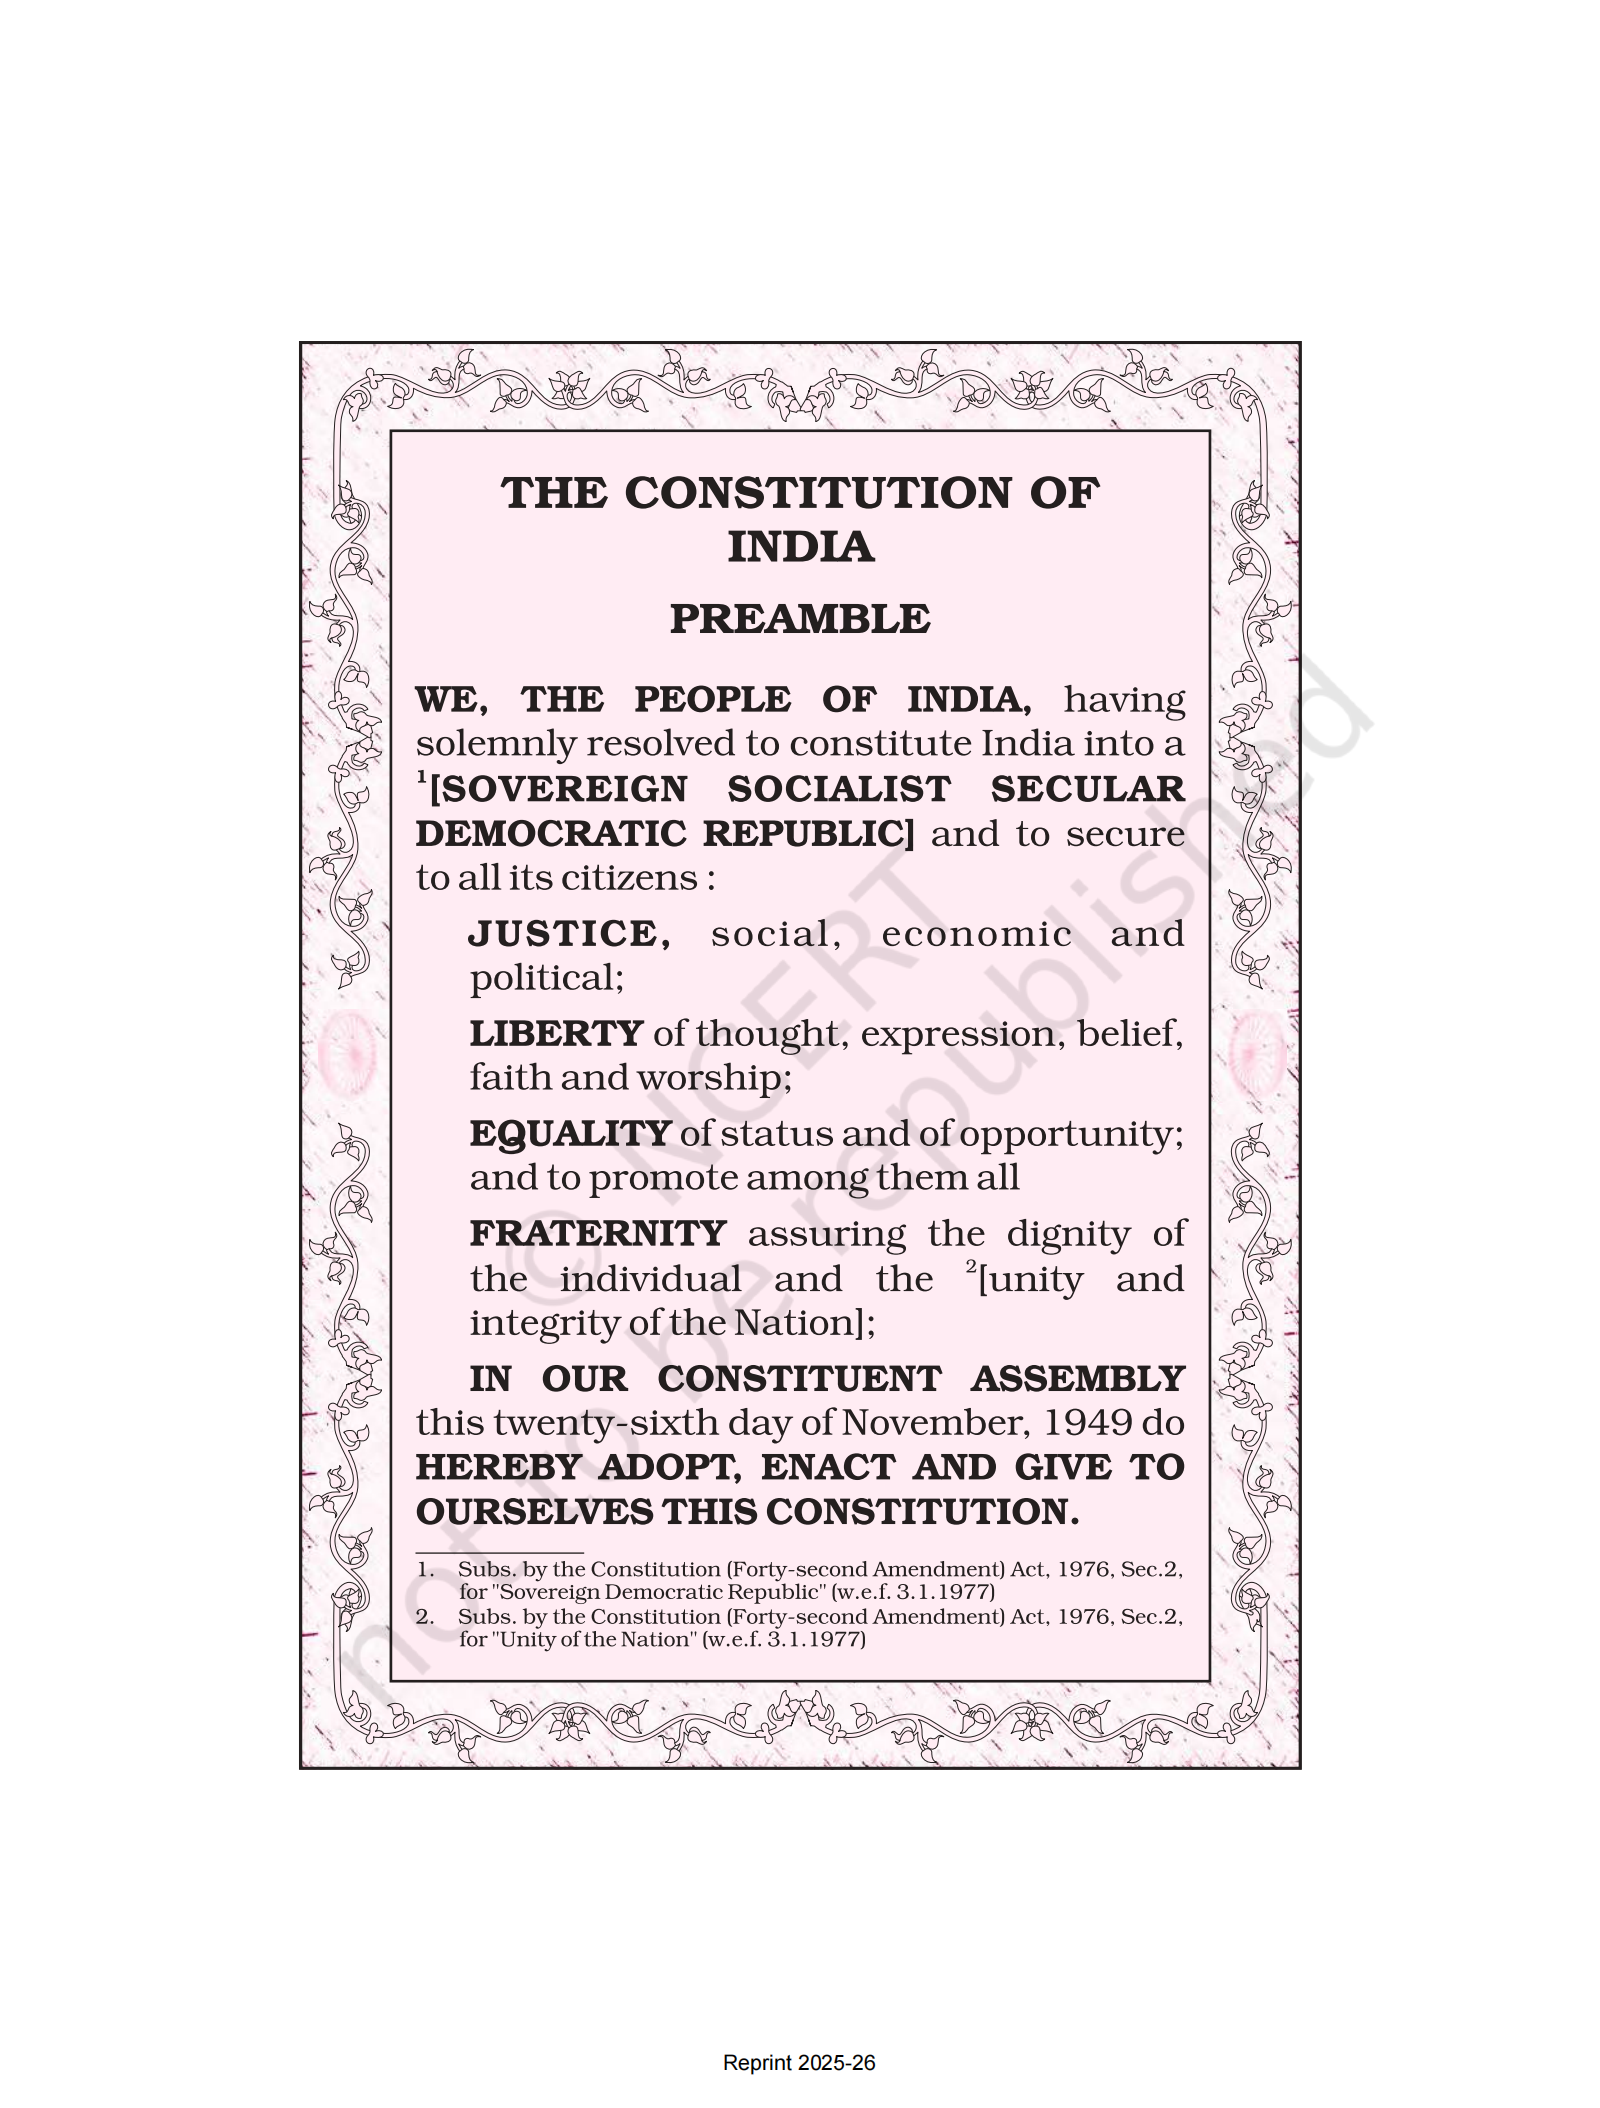 THE CONSTITUTION OF
INDIA
PREAMBLE
WE, THE PEOPLE OF INDIA, having
solemnly resolved to constitute India into a
¹[SOVEREIGN SOCIALIST SECULAR
DEMOCRATIC REPUBLIC] and to secure
to all its citizens :
JUSTICE, social, economic and
political;
LIBERTY of thought, expression, belief,
faith and worship;
EQUALITY of status and of opportunity;
and to promote among them all
FRATERNITY assuring the dignity of
the individual and the ²[unity and
integrity of the Nation];
IN OUR CONSTITUENT ASSEMBLY
this twenty-sixth day of November, 1949 do
HEREBY ADOPT, ENACT AND GIVE TO
OURSELVES THIS CONSTITUTION.
1. Subs. by the Constitution (Forty-second Amendment) Act, 1976, Sec.2,
for "Sovereign Democratic Republic" (w.e.f. 3.1.1977)
2. Subs. by the Constitution (Forty-second Amendment) Act, 1976, Sec.2,
for "Unity of the Nation" (w.e.f. 3.1.1977)
© NCERT
not to be republished
Reprint 2025-26